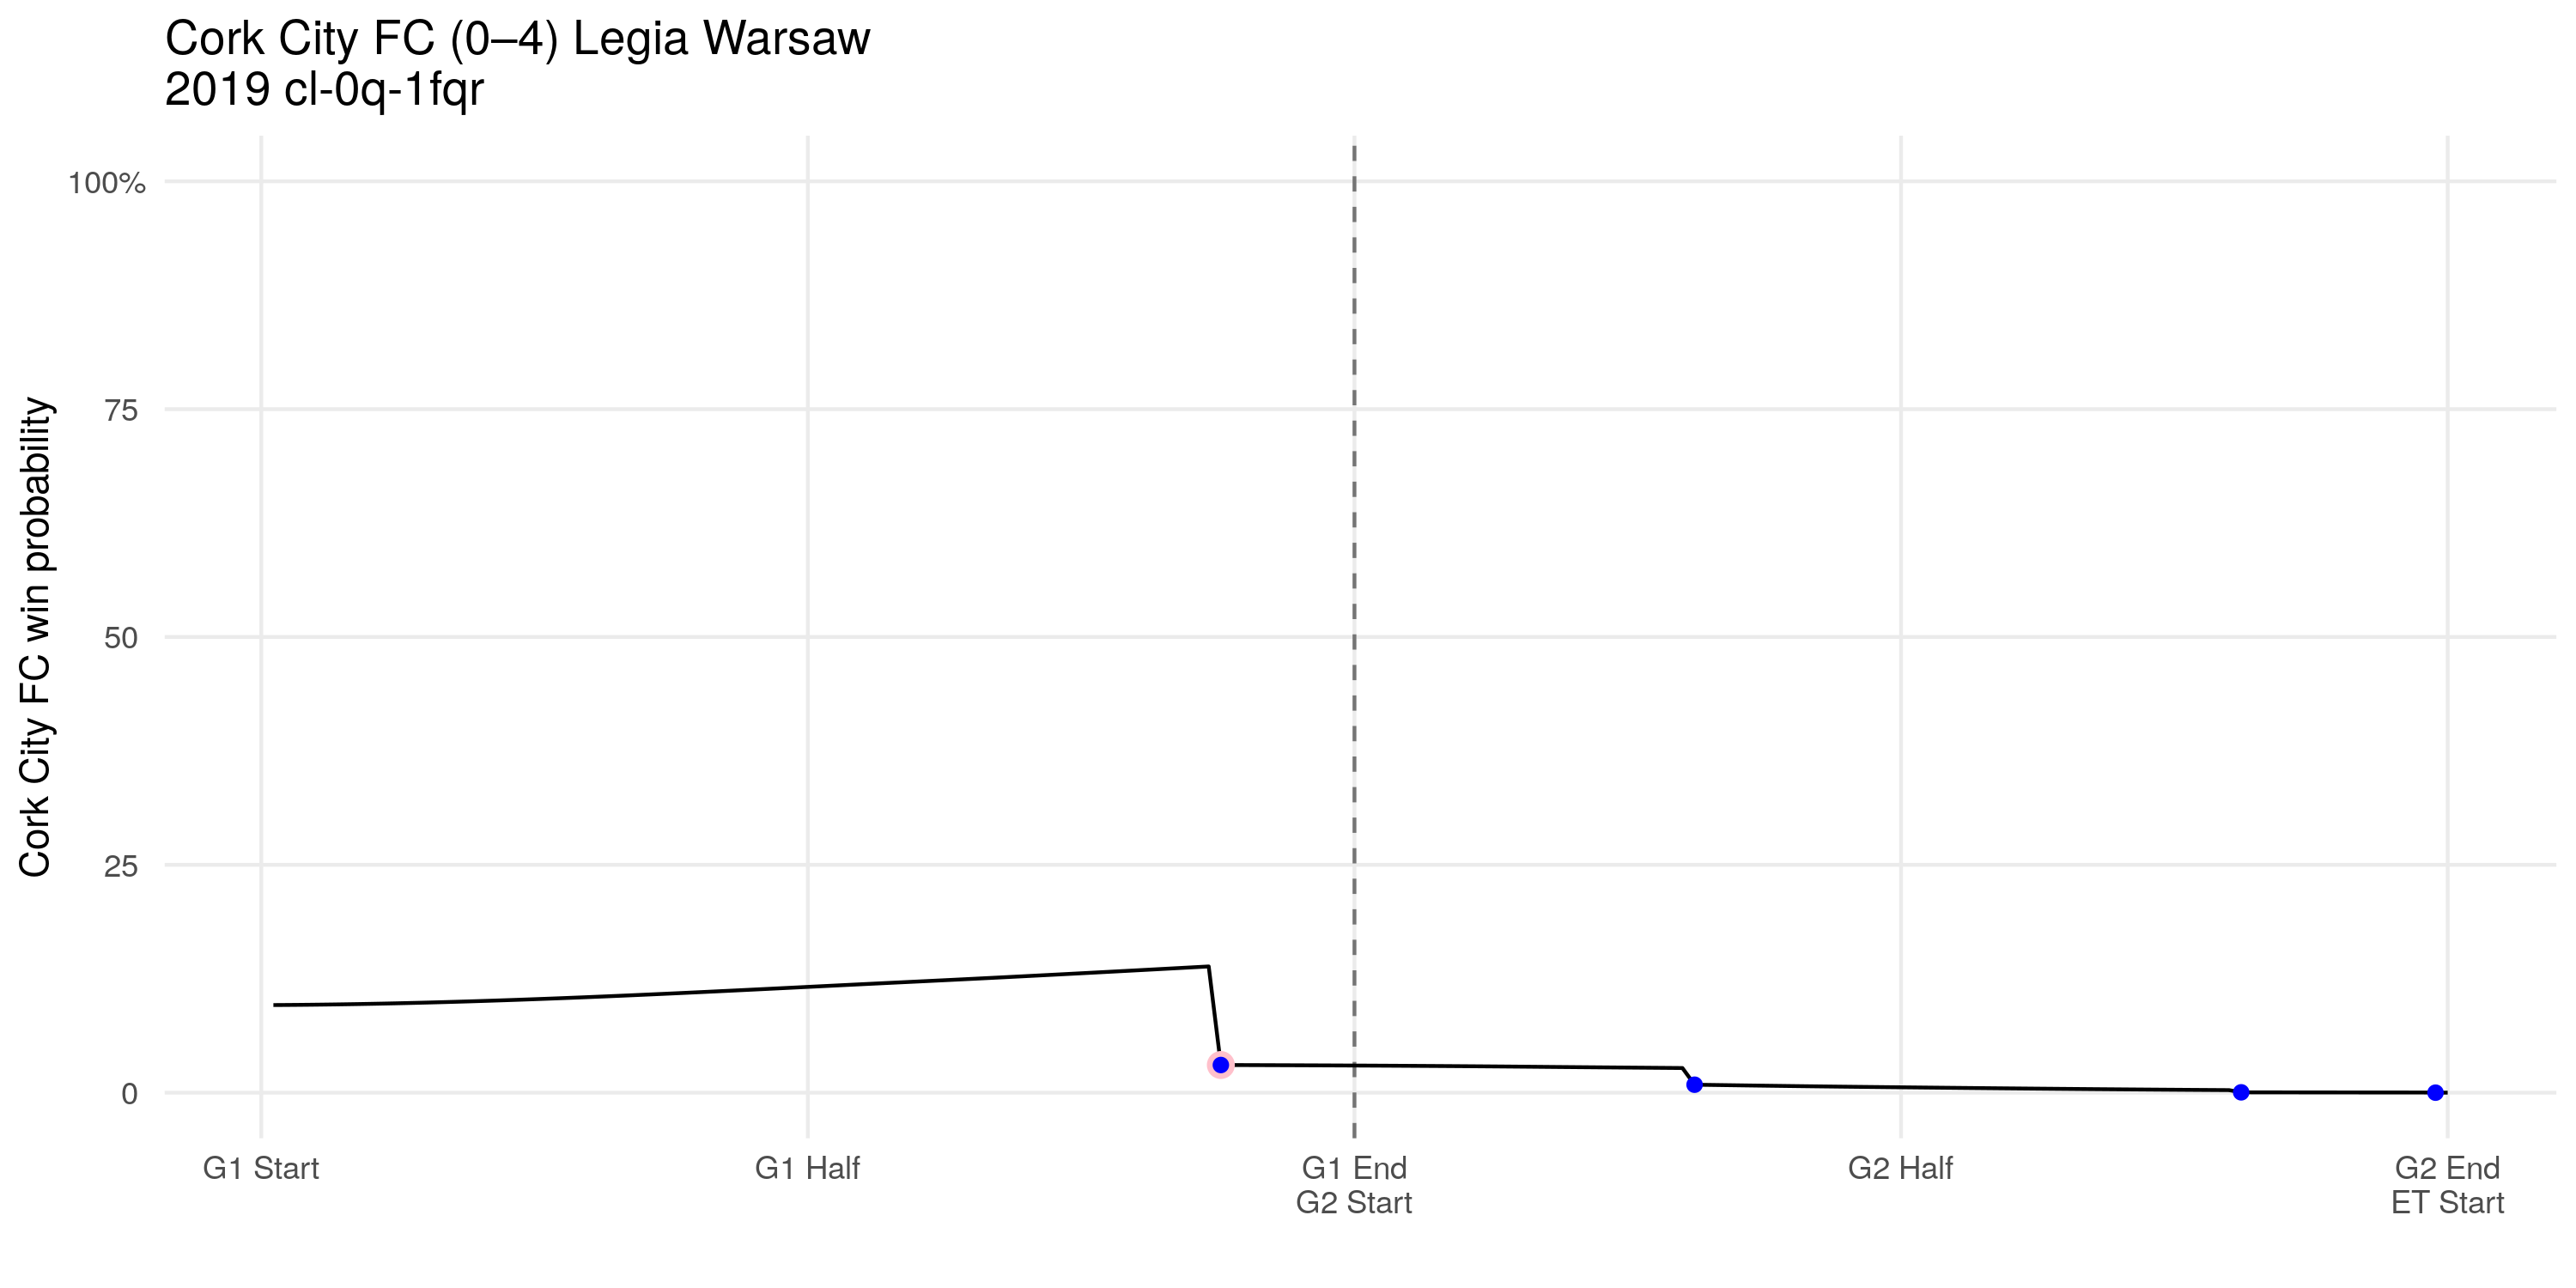 Cork City FC (0–4) Legia Warsaw
2019 cl-0q-1fqr
Cork City FC win probability
100%
75
50
25
0
G1 Start
G1 Half
G1 End
G2 Start
G2 Half
G2 End
ET Start